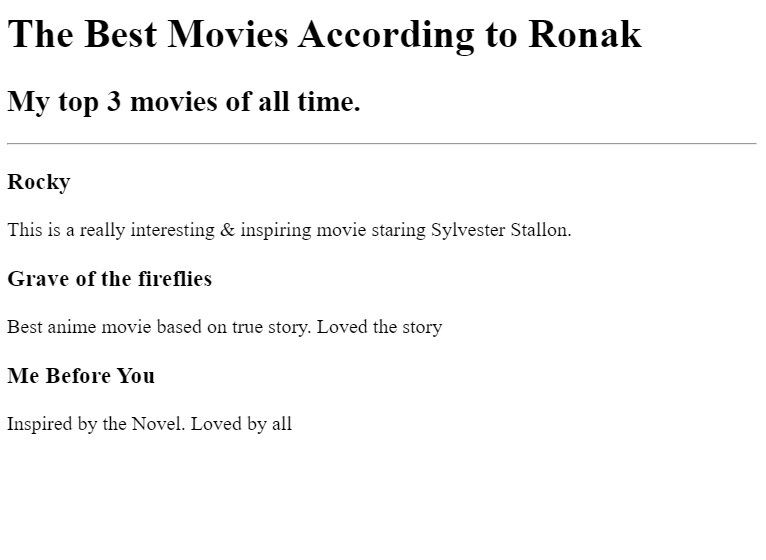 The Best Movies According to Ronak
My top 3 movies of all time.
Rocky
This is a really interesting & inspiring movie staring Sylvester Stallon.
Grave of the fireflies
Best anime movie based on true story. Loved the story
Me Before You
Inspired by the Novel. Loved by all